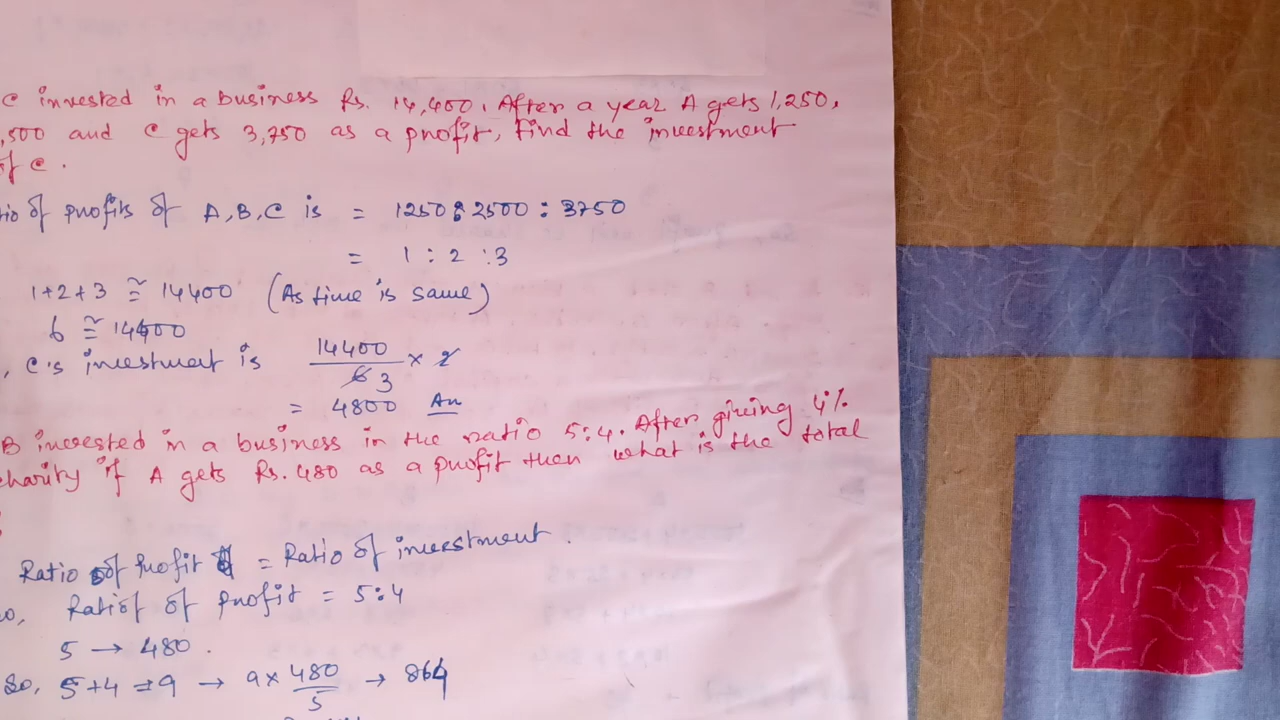 C invested in a business Rs. 14,400. After a year A gets 1,250,
,500 and C gets 3,750 as a profit, Find the investment
of C.
tio of profits of A, B, C is = 1250 : 2500 : 3750
= 1 : 2 : 3
1+2+3 ≅ 14400 (As time is same)
6 ≅ 14400
, C's investment is 14400/6 3 × 2
= 4800 An
B invested in a business in the ratio 5:4. After giving 4%
charity if A gets Rs. 480 as a profit then what is the total
Ratio of Profit = Ratio of investment.
so, Ratiof of profit = 5:4
5 → 480.
So, 5+4 ⇒ 9 → 9 × 480/5 → 864